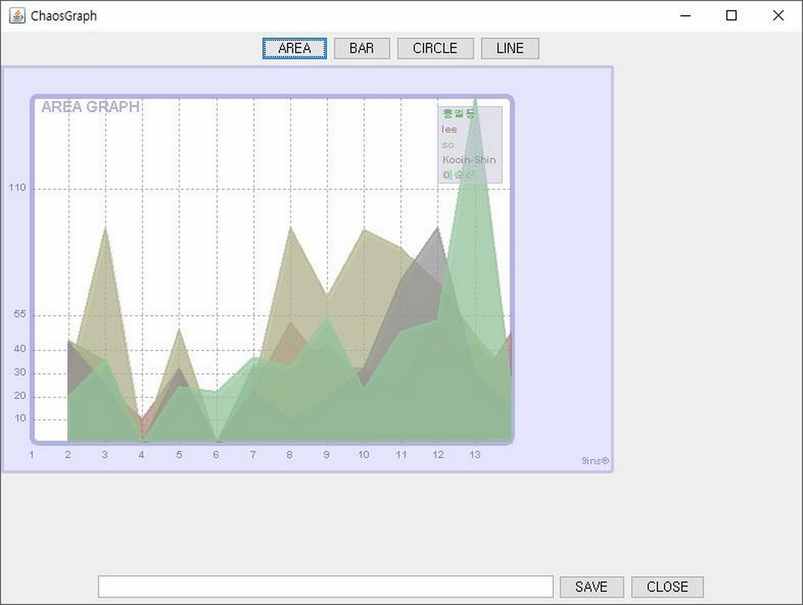 ChaosGraph
AREA BAR CIRCLE LINE
AREA GRAPH
홍길동
lee
so
Kooin-Shin
이순신
110
55
40
30
20
10
1 2 3 4 5 6 7 8 9 10 11 12 13
9ins®
SAVE CLOSE